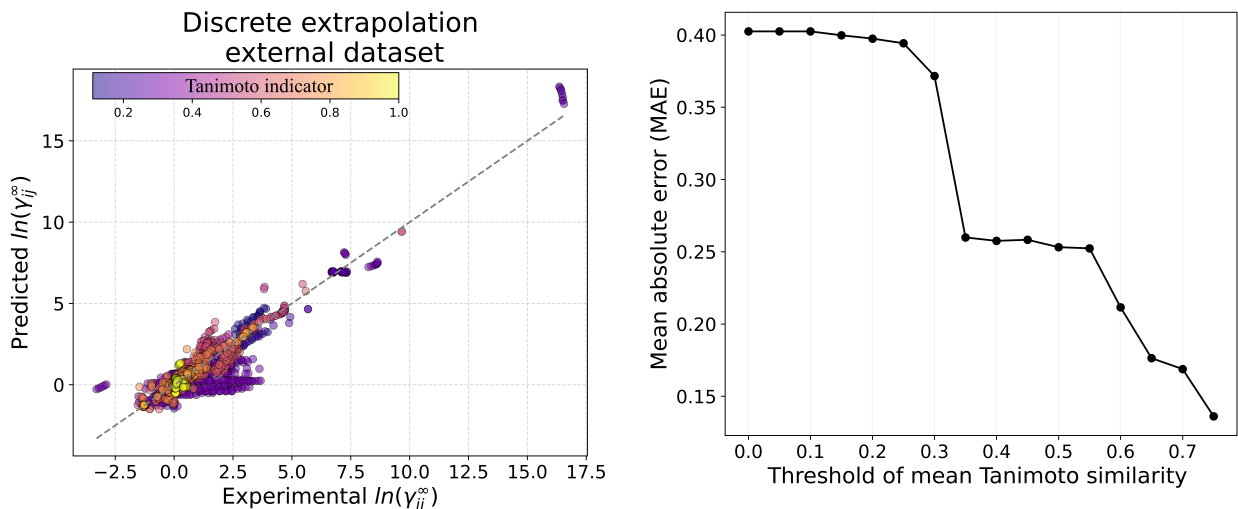 Discrete extrapolation
external dataset
Tanimoto indicator
0.2 0.4 0.6 0.8 1.0
15
10
5
0
Predicted ln(γij∞)
−2.5 0.0 2.5 5.0 7.5 10.0 12.5 15.0 17.5
Experimental ln(γij∞)
0.40
0.35
0.30
0.25
0.20
0.15
Mean absolute error (MAE)
0.0 0.1 0.2 0.3 0.4 0.5 0.6 0.7
Threshold of mean Tanimoto similarity